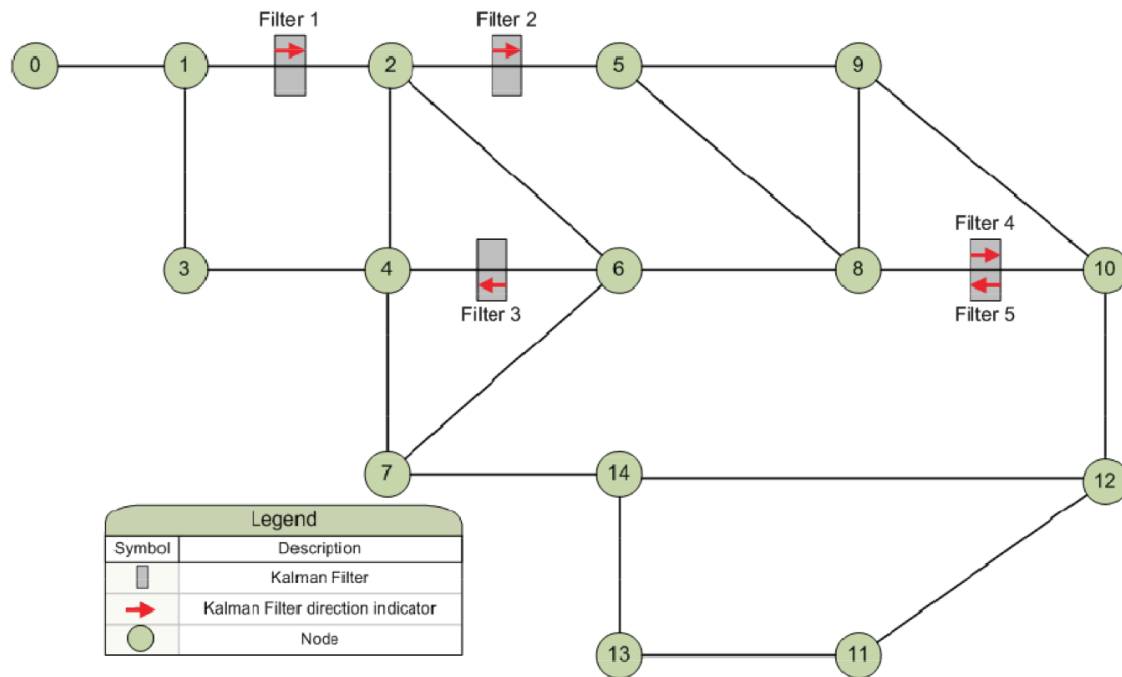 Filter 1
Filter 2
0
1
2
5
9
Filter 4
3
4
6
8
10
Filter 3
Filter 5
7
14
12
Legend
Symbol Description
Kalman Filter
Kalman Filter direction indicator
Node
13
11